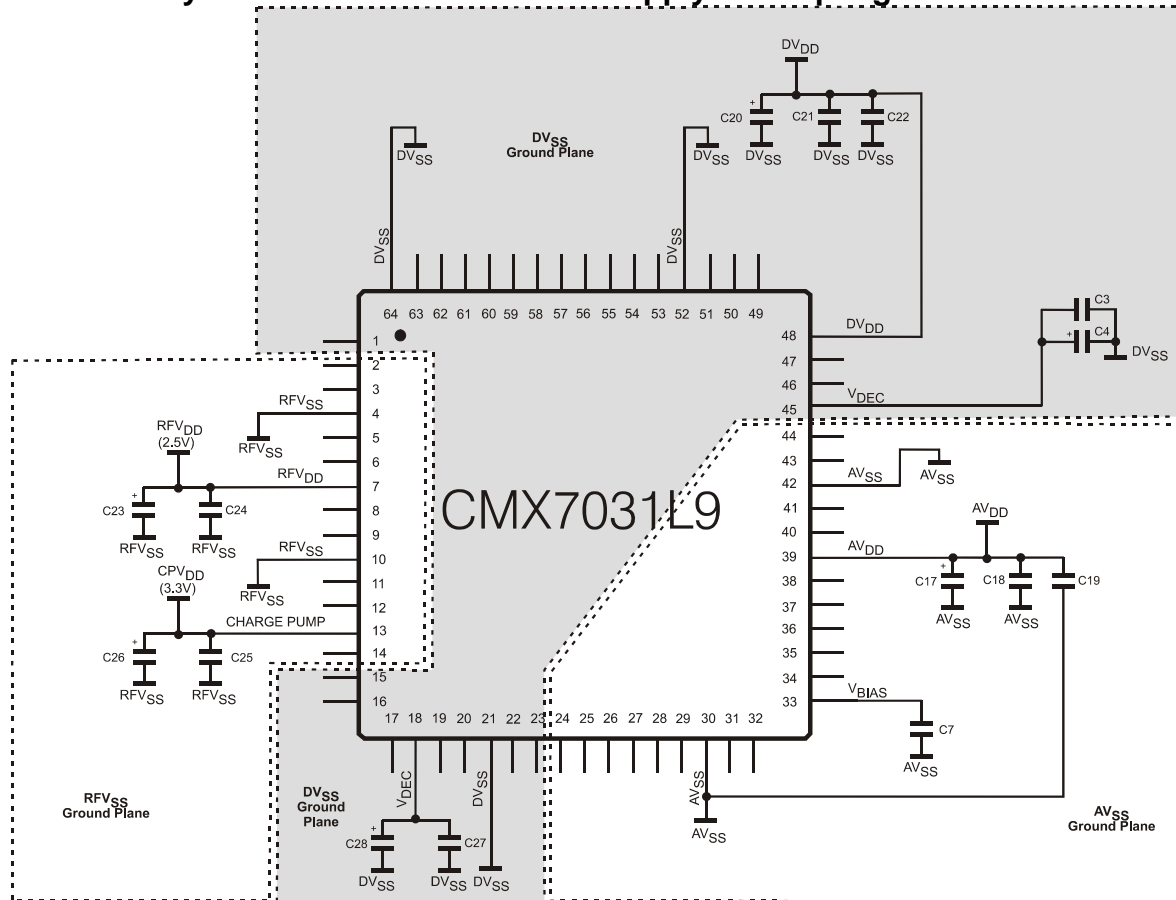 DVDD
C20
+
C21
C22
DVSS
DVSS
DVSS
DVSS
DVSS
DVSS
Ground Plane
DVSS
DVSS
64 63 62 61 60 59 58 57 56 55 54 53 52 51 50 49
1
2
3
4
5
6
7
8
9
10
11
12
13
14
15
16
48
47
46
45
44
43
42
41
40
39
38
37
36
35
34
33
DVDD
VDEC
C3
C4
+
DVSS
RFVSS
RFVSS
RFVDD
(2.5V)
RFVDD
+
C23
C24
RFVSS
RFVSS
RFVSS
RFVSS
CPVDD
(3.3V)
CHARGE PUMP
+
C26
C25
RFVSS
RFVSS
CMX7031L9
AVSS
AVSS
AVDD
AVDD
+
C17
C18
C19
AVSS
AVSS
VBIAS
C7
AVSS
17 18 19 20 21 22 23 24 25 26 27 28 29 30 31 32
VDEC
DVSS
AVSS
AVSS
RFVSS
Ground Plane
DVSS
Ground
Plane
+
C28
C27
DVSS
DVSS
DVSS
AVSS
Ground Plane